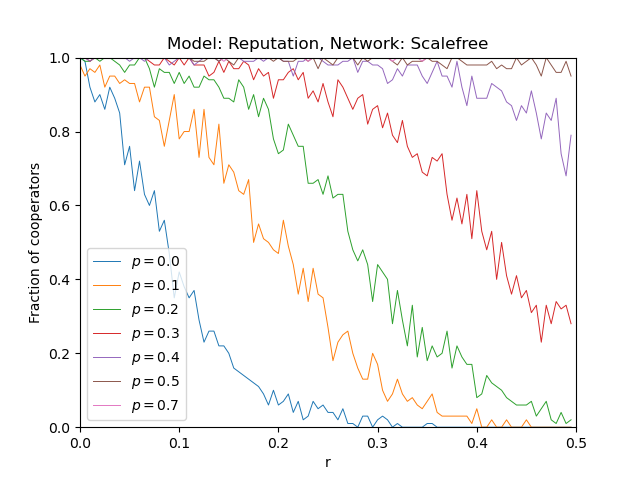 Model: Reputation, Network: Scalefree
Fraction of cooperators
1.0
0.8
0.6
0.4
0.2
0.0
p = 0.0
p = 0.1
p = 0.2
p = 0.3
p = 0.4
p = 0.5
p = 0.7
0.0 0.1 0.2 0.3 0.4 0.5
r